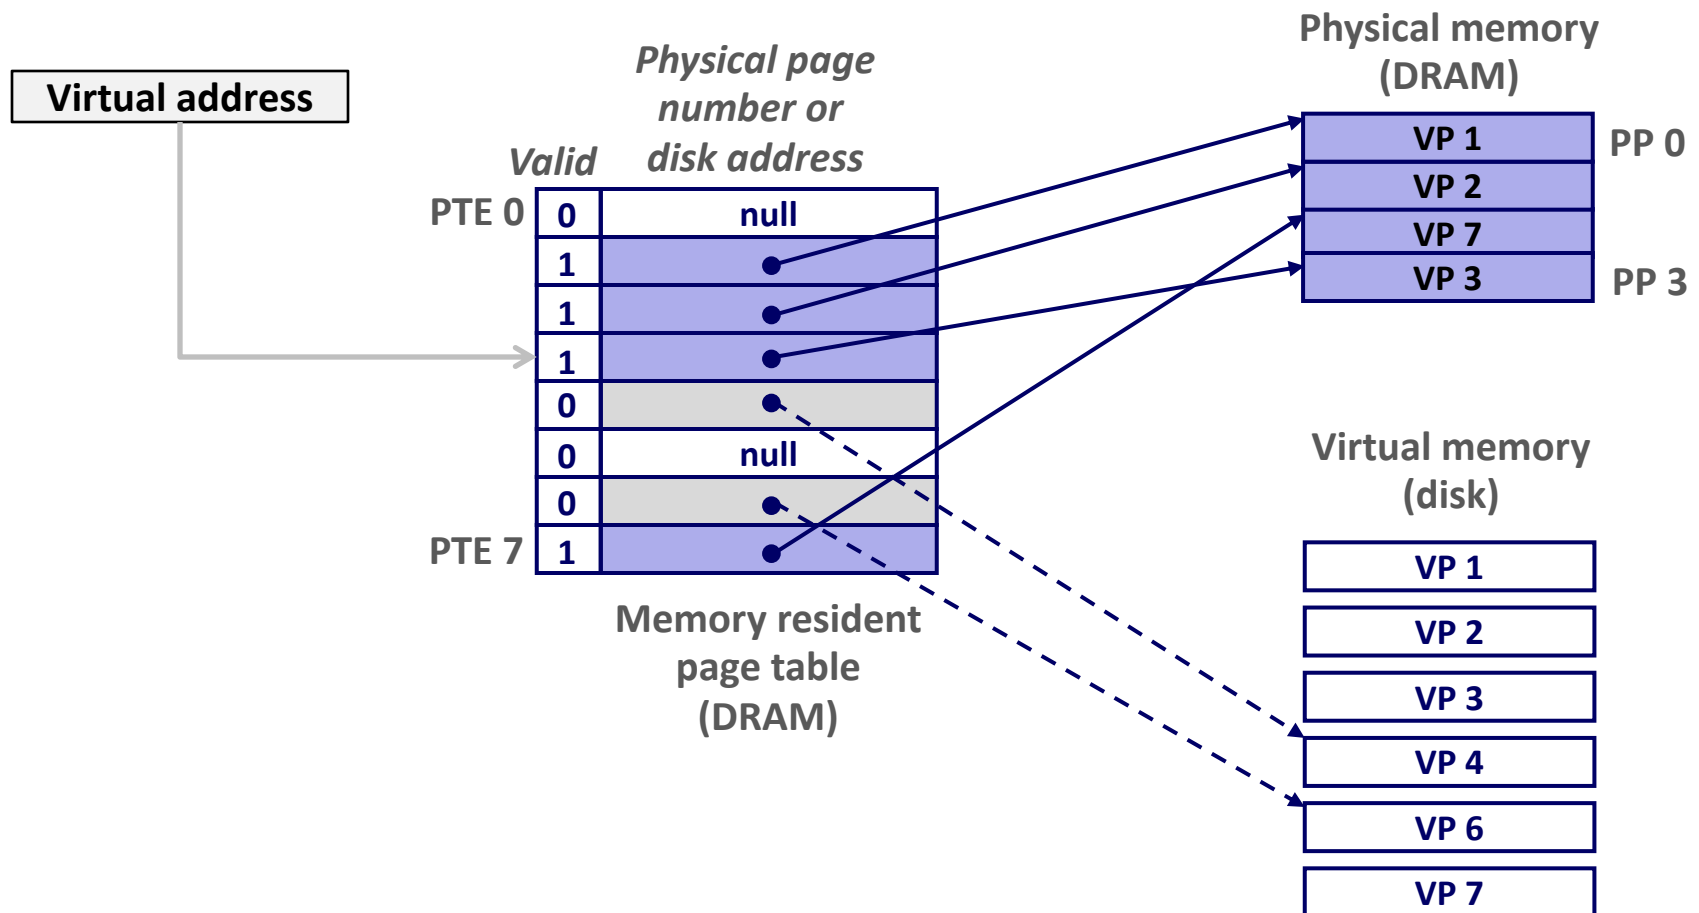 Virtual address
Physical page
number or
disk address
Valid
PTE 0
0
null
1
1
1
0
0
null
0
PTE 7
1
Memory resident
page table
(DRAM)
Physical memory
(DRAM)
VP 1
PP 0
VP 2
VP 7
VP 3
PP 3
Virtual memory
(disk)
VP 1
VP 2
VP 3
VP 4
VP 6
VP 7